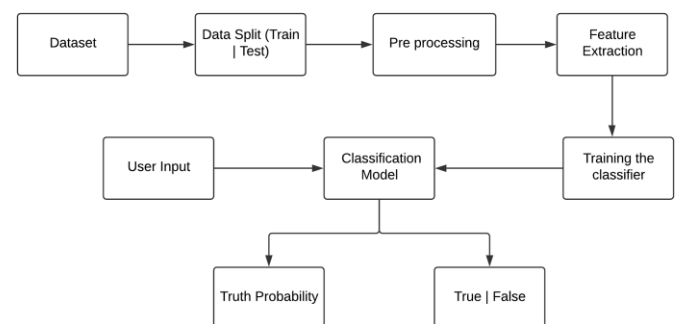 Dataset
Data Split (Train
| Test)
Pre processing
Feature
Extraction
User Input
Classification
Model
Training the
classifier
Truth Probability
True | False